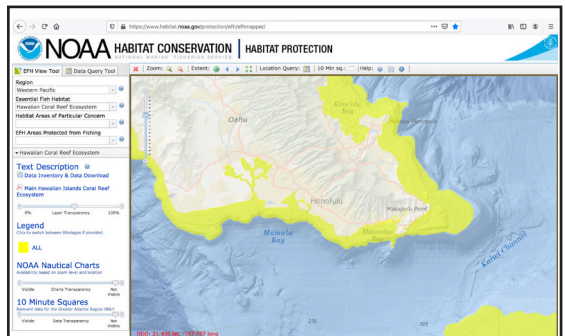 https://www.habitat.noaa.gov/protection/efh/efhmapper/
NOAA HABITAT CONSERVATION | HABITAT PROTECTION
NATIONAL MARINE FISHERIES SERVICE
EFH View Tool Data Query Tool
Zoom: Extent: Location Query: 10 Min sq.: Help:
Region
Western Pacific
Essential Fish Habitat
Hawaiian Coral Reef Ecosystem
Habitat Areas of Particular Concern
EFH Areas Protected from Fishing
Hawaiian Coral Reef Ecosystem
Text Description
Data Inventory & Data Download
Main Hawaiian Islands Coral Reef
Ecosystem
0% Layer Transparency 100%
Legend
Click to switch between lifestages if provided.
ALL
NOAA Nautical Charts
Availability based on zoom level and location
Visible Charts Transparency Not
Visible
10 Minute Squares
Relevant data for the Greater Atlantic Region ONLY
Visible Data Transparency Not
Visible
Oahu
Kane'ohe
Bay
Mokapu Peninsula
Honolulu
Makapulu Point
Mamala
Bay
Maunalua
Bay
Kaiwi Channel